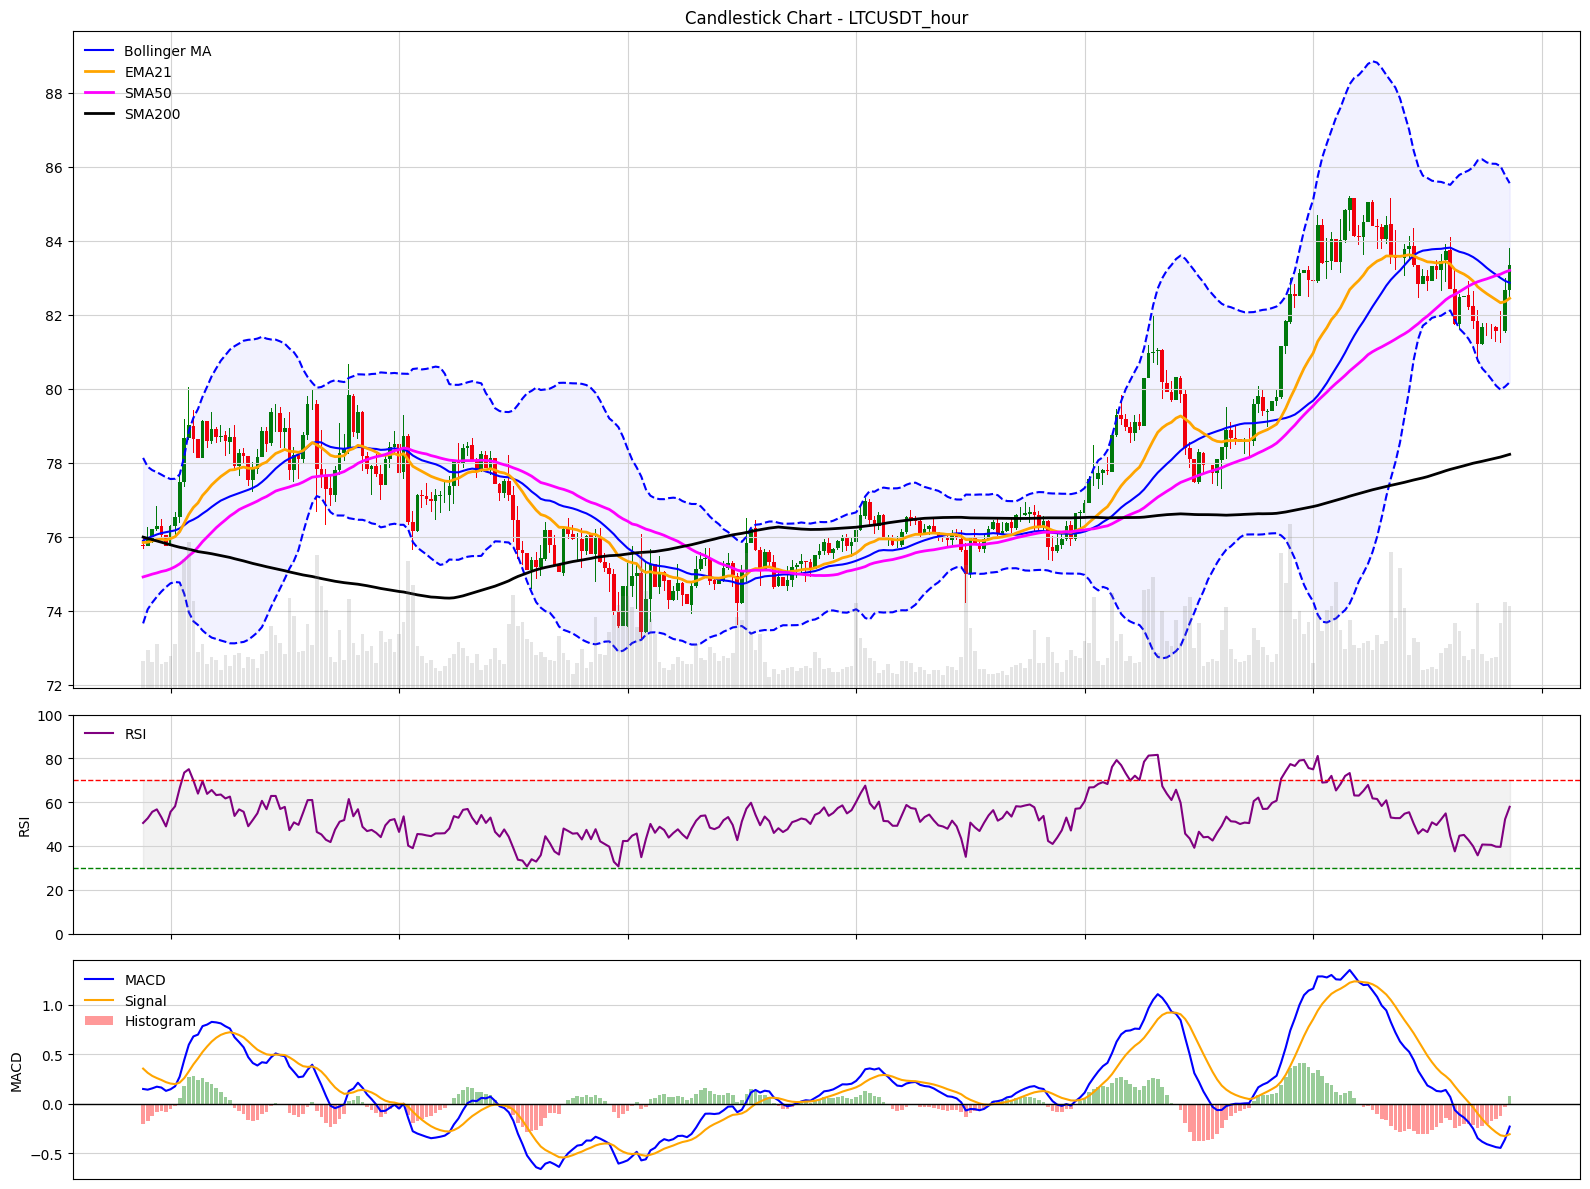 Candlestick Chart - LTCUSDT_hour
Bollinger MA
EMA21
SMA50
SMA200
88
86
84
82
80
78
76
74
72
RSI
100
80
60
40
20
0
RSI
MACD
Signal
Histogram
1.0
0.5
0.0
−0.5
MACD